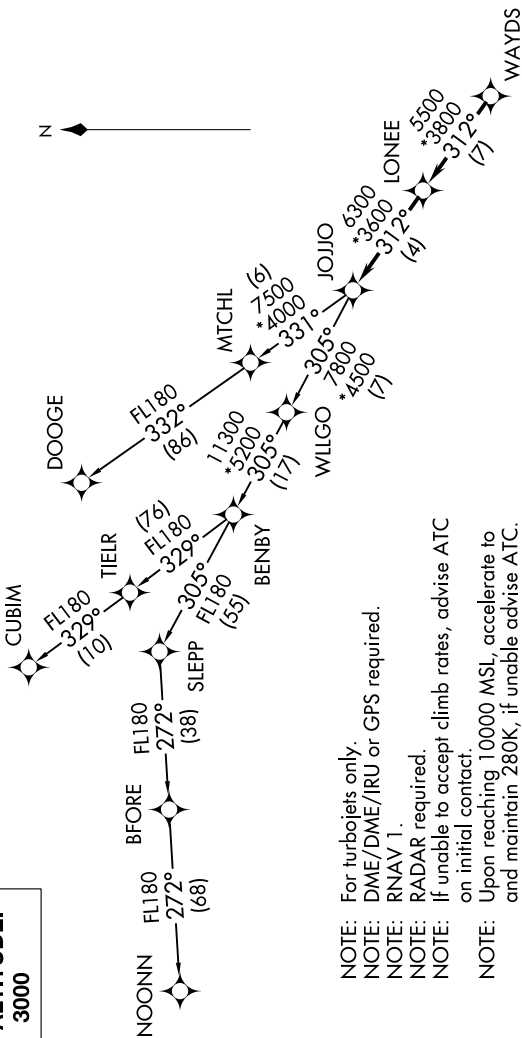 ALTITUDE:
3000
N
WAYDS
5500
*3800
312°
(7)
LONEE
6300
*3600
312°
(4)
JOJJO
(6)
7500
*4000
331°
MTCHL
FL180
332°
(86)
DOOGE
305°
7800
*4500
(7)
WLLGO
11300
*5200
305°
(17)
BENBY
(76)
FL180
329°
TIELR
FL180
329°
(10)
CUBIM
305°
FL180
(55)
SLEPP
FL180
272°
(38)
BFORE
FL180
272°
(68)
NOONN
NOTE: For turbojets only.
NOTE: DME/DME/IRU or GPS required.
NOTE: RNAV 1.
NOTE: RADAR required.
NOTE: If unable to accept climb rates, advise ATC
on initial contact.
NOTE: Upon reaching 10000 MSL, accelerate to
and maintain 280K, if unable advise ATC.